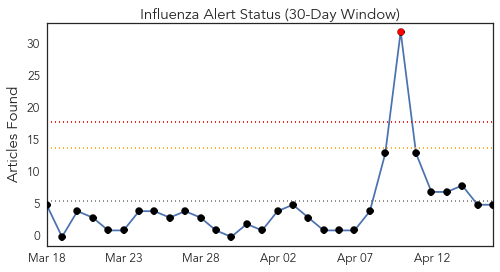 Influenza Alert Status (30-Day Window)
Articles Found
30
25
20
15
10
5
0
Mar 18 Mar 23 Mar 28 Apr 02 Apr 07 Apr 12